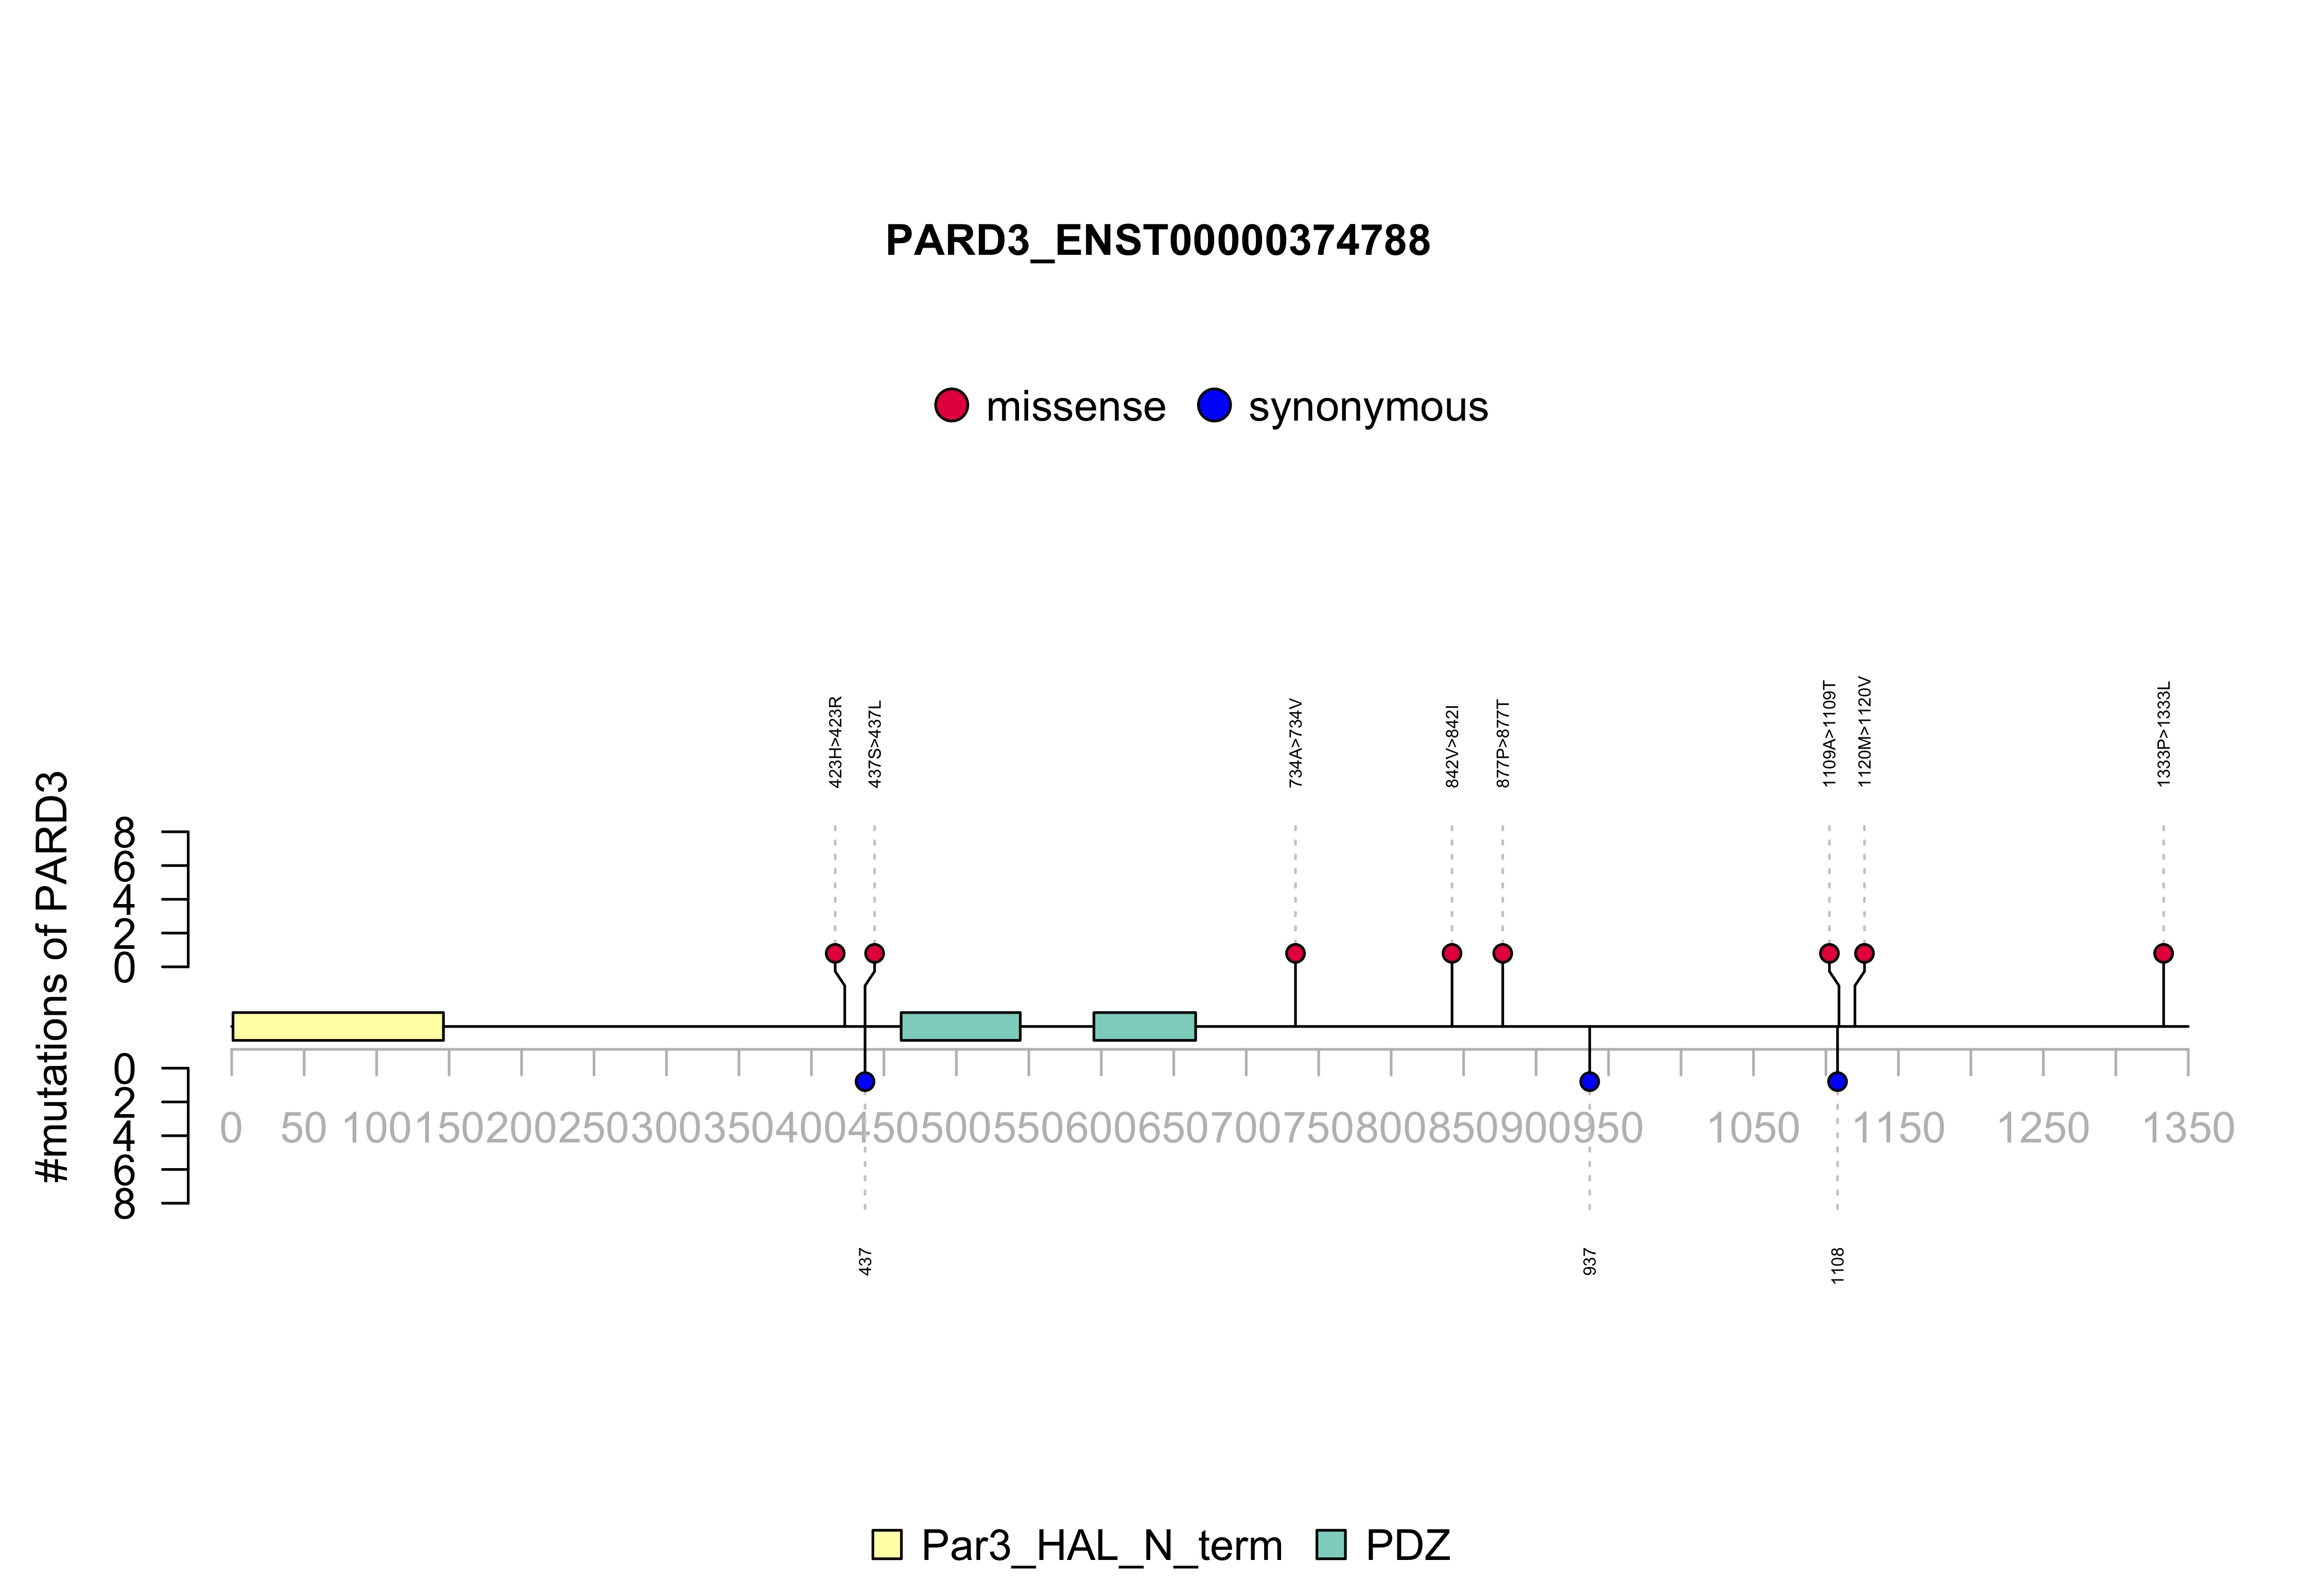 PARD3_ENST00000374788
missense synonymous
423H>423R
437S>437L
734A>734V
842V>842I
877P>877T
1109A>1109T
1120M>1120V
1333P>1333L
#mutations of PARD3
8
6
4
2
0
0
2
4
6
8
0 50 100 150 200 250 300 350 400 450 500 550 600 650 700 750 800 850 900 950 1050 1150 1250 1350
437
937
1108
Par3_HAL_N_term PDZ